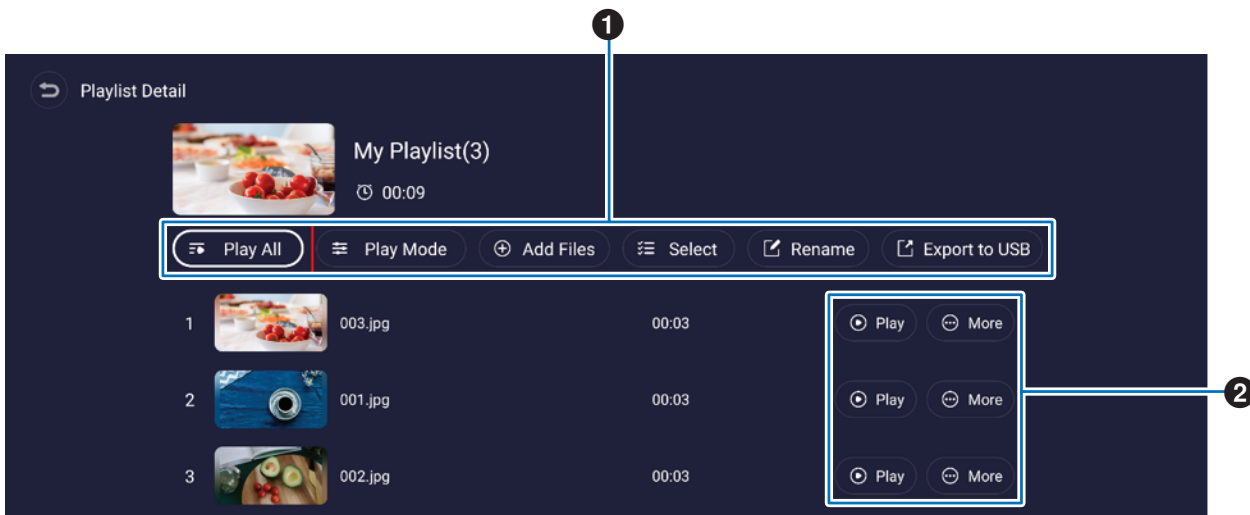 1
Playlist Detail
My Playlist(3)
00:09
Play All Play Mode Add Files Select Rename Export to USB
1 003.jpg 00:03 Play More
2 001.jpg 00:03 Play More
2
3 002.jpg 00:03 Play More